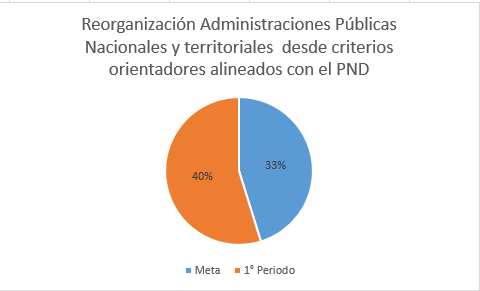 Reorganización Administraciones Públicas
Nacionales y territoriales desde criterios
orientadores alineados con el PND
33%
40%
Meta
1° Periodo